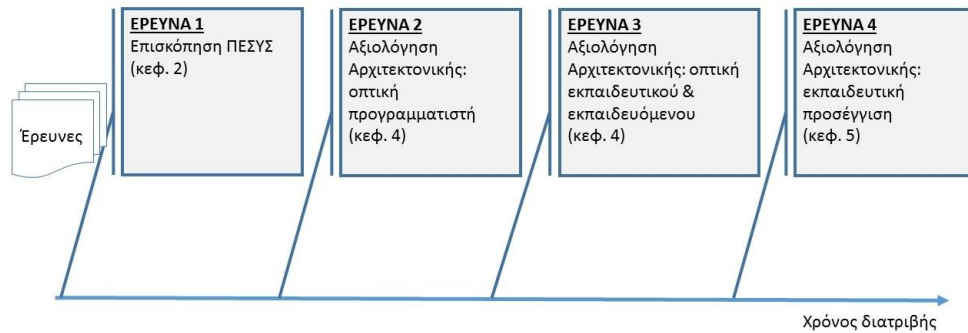 Έρευνες
ΕΡΕΥΝΑ 1
Επισκόπηση ΠΕΣΥΣ
(κεφ. 2)
ΕΡΕΥΝΑ 2
Αξιολόγηση
Αρχιτεκτονικής:
οπτική
προγραμματιστή
(κεφ. 4)
ΕΡΕΥΝΑ 3
Αξιολόγηση
Αρχιτεκτονικής: οπτική
εκπαιδευτικού &
εκπαιδευόμενου
(κεφ. 4)
ΕΡΕΥΝΑ 4
Αξιολόγηση
Αρχιτεκτονικής:
εκπαιδευτική
προσέγγιση
(κεφ. 5)
Χρόνος διατριβής